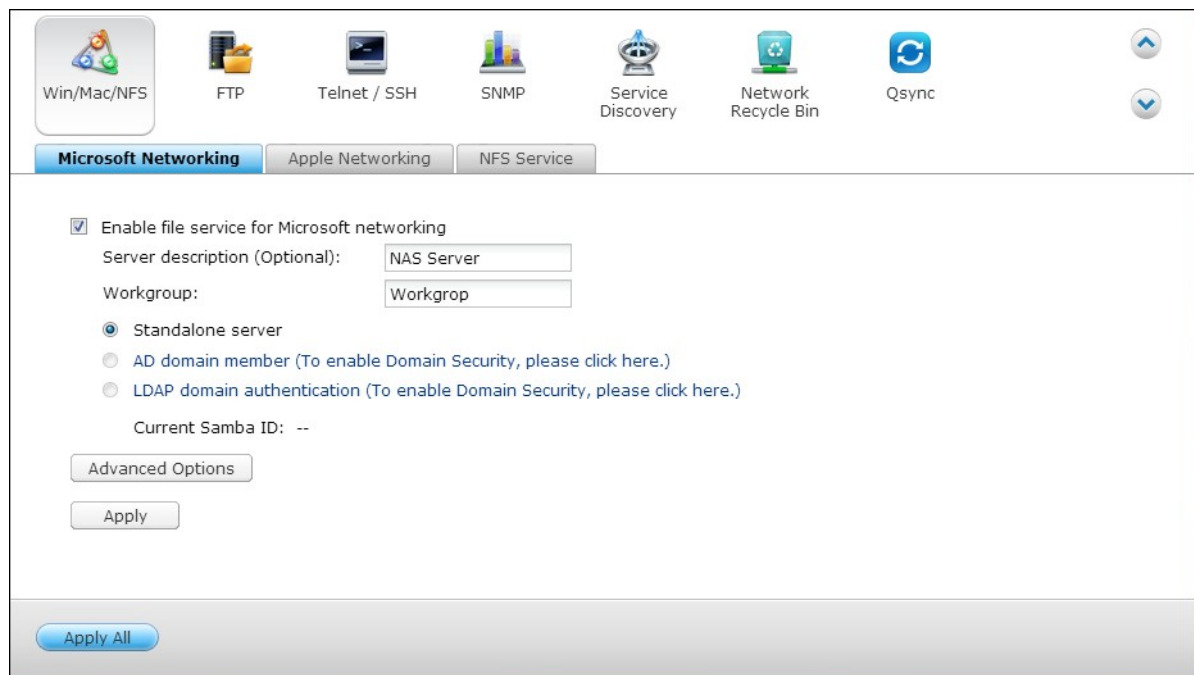 Win/Mac/NFS
FTP
Telnet / SSH
SNMP
Service
Discovery
Network
Recycle Bin
Qsync
Microsoft Networking
Apple Networking
NFS Service
Enable file service for Microsoft networking
Server description (Optional): NAS Server
Workgroup: Workgrop
Standalone server
AD domain member (To enable Domain Security, please click here.)
LDAP domain authentication (To enable Domain Security, please click here.)
Current Samba ID: --
Advanced Options
Apply
Apply All